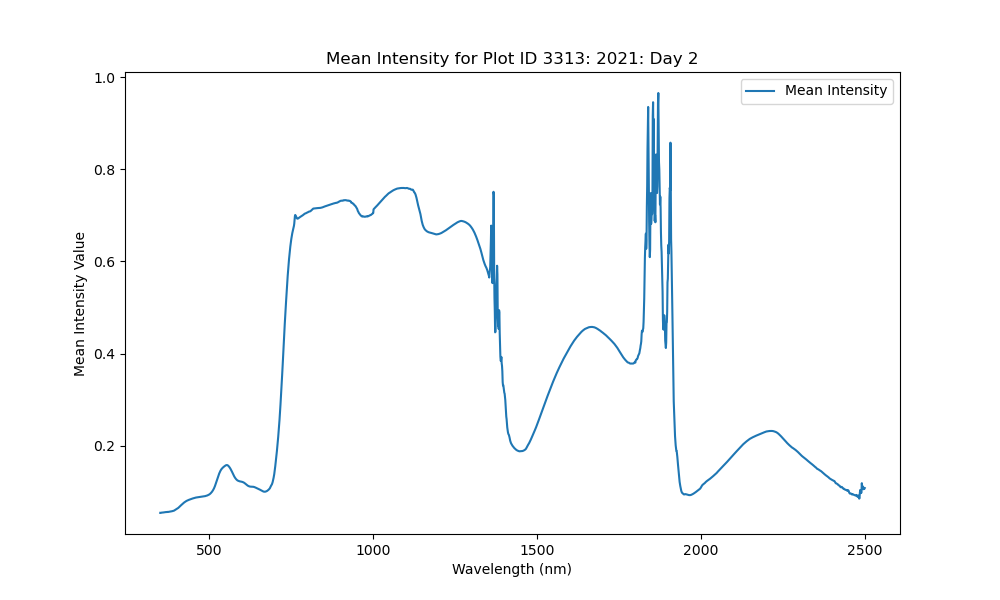 Mean Intensity for Plot ID 3313: 2021: Day 2
Mean Intensity
1.0
0.8
0.6
0.4
0.2
Mean Intensity Value
500
1000
1500
2000
2500
Wavelength (nm)